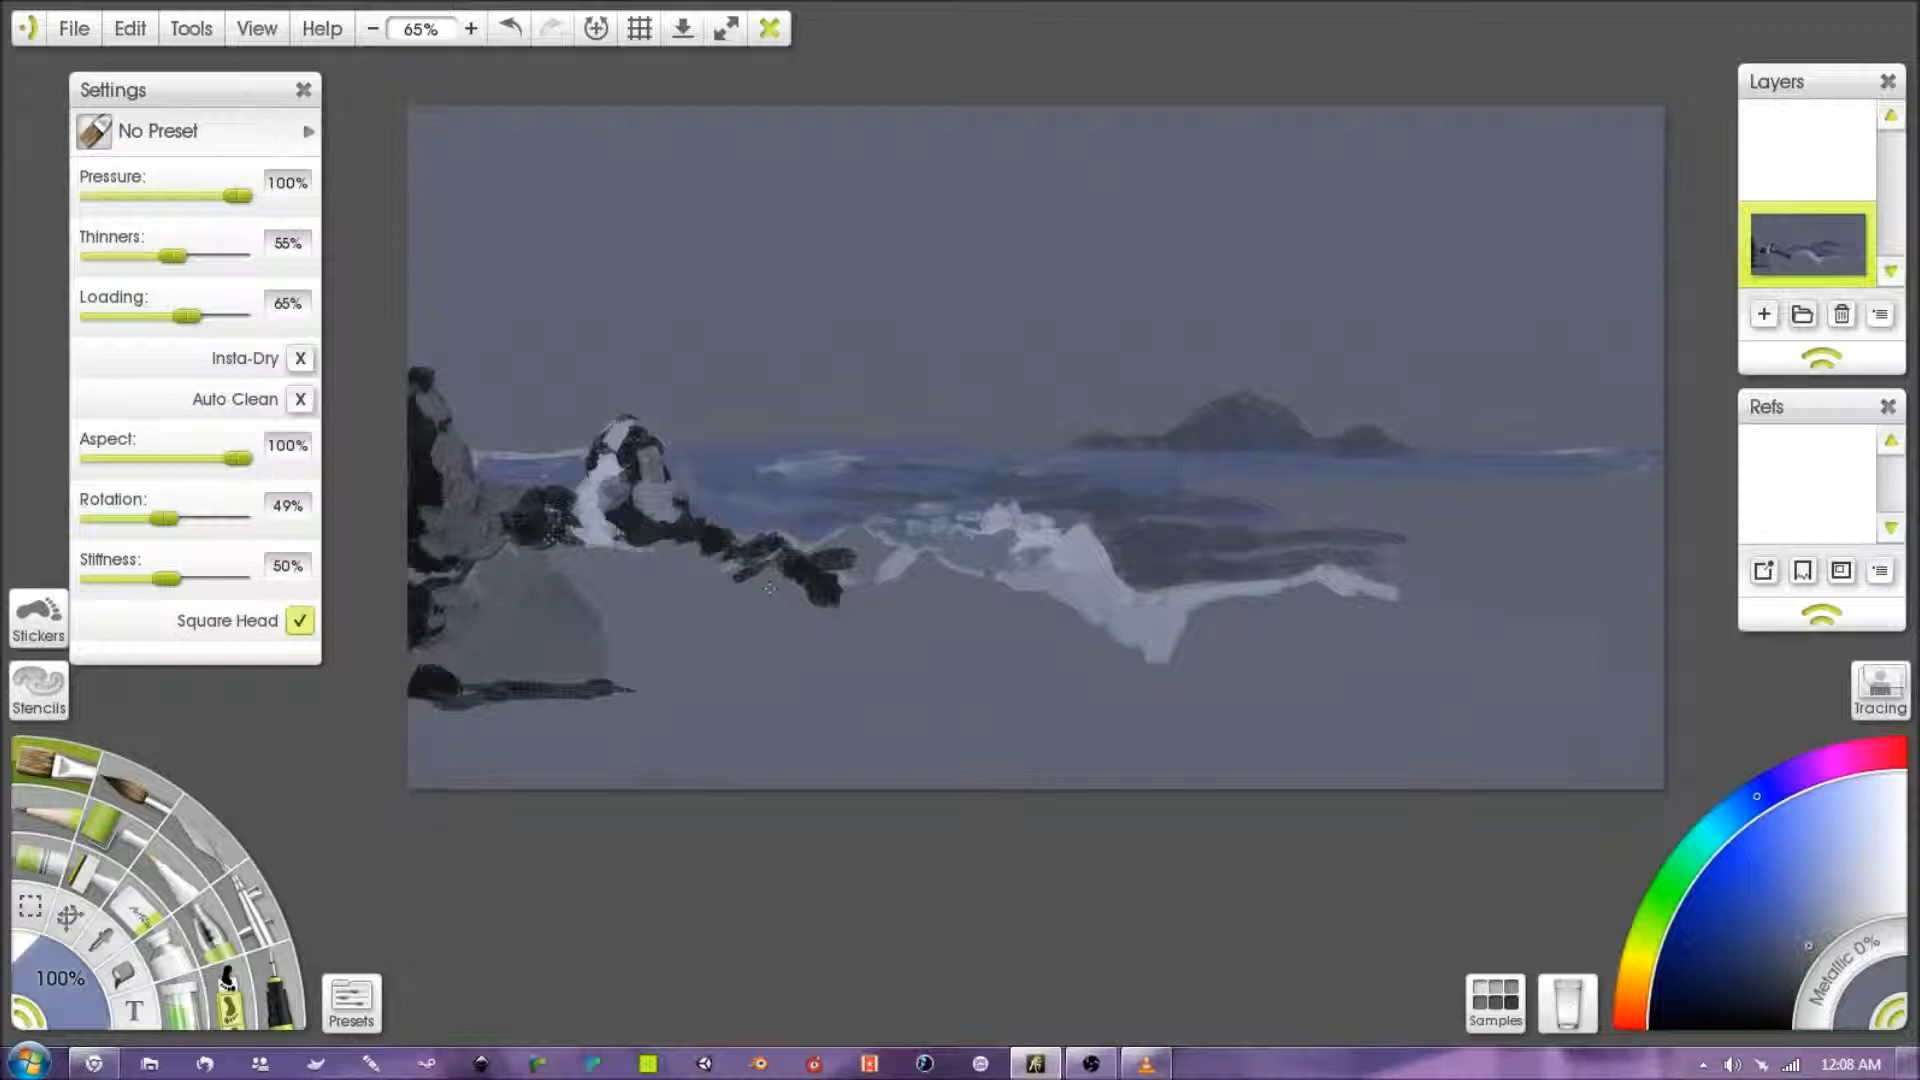 File Edit Tools View Help − 65% +
Settings
No Preset
Pressure: 100%
Thinners: 55%
Loading: 65%
Insta-Dry X
Auto Clean X
Aspect: 100%
Rotation: 49%
Stiffness: 50%
Square Head
Stickers
Stencils
100%
T
Presets
Layers
Refs
Tracing
Metallic 0%
Samples
12:08 AM